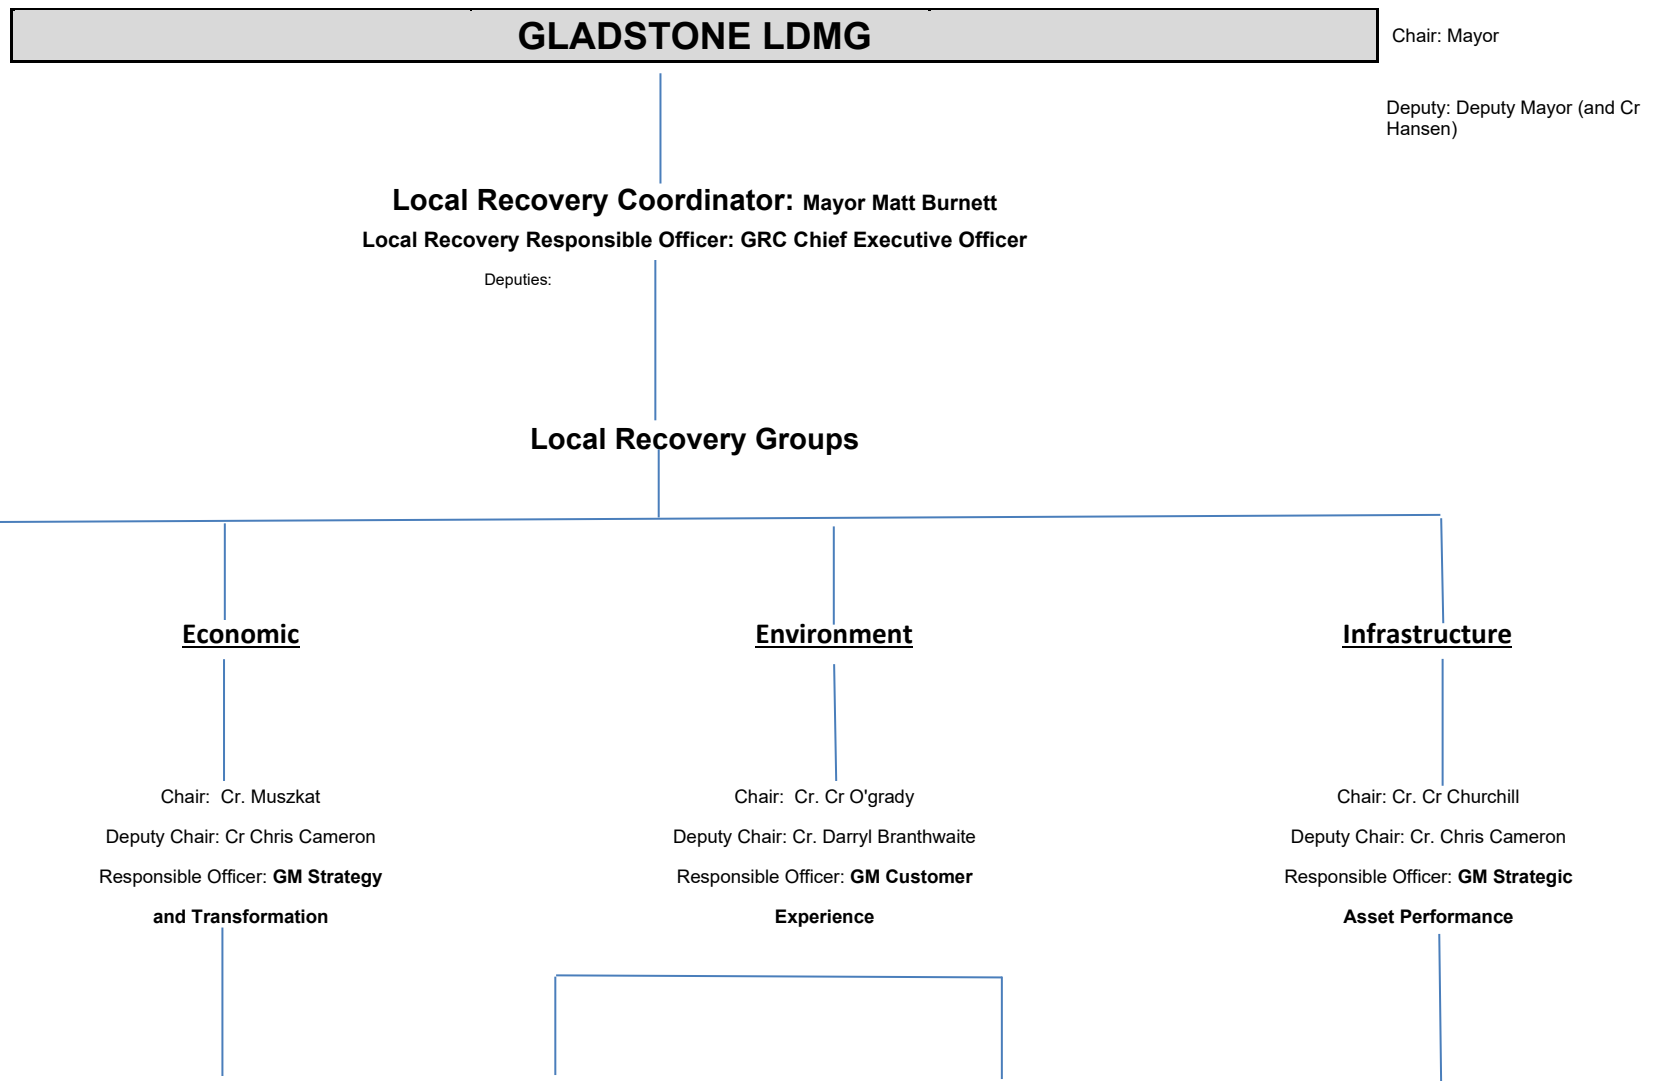 GLADSTONE LDMG
Chair: Mayor
Deputy: Deputy Mayor (and Cr
Hansen)
Local Recovery Coordinator: Mayor Matt Burnett
Local Recovery Responsible Officer: GRC Chief Executive Officer
Deputies:
Local Recovery Groups
Economic
Environment
Infrastructure
Chair:  Cr. Muszkat
Deputy Chair: Cr Chris Cameron
Responsible Officer: GM Strategy
and Transformation
Chair:  Cr. Cr O'grady
Deputy Chair: Cr. Darryl Branthwaite
Responsible Officer: GM Customer
Experience
Chair: Cr. Cr Churchill
Deputy Chair: Cr. Chris Cameron
Responsible Officer: GM Strategic
Asset Performance